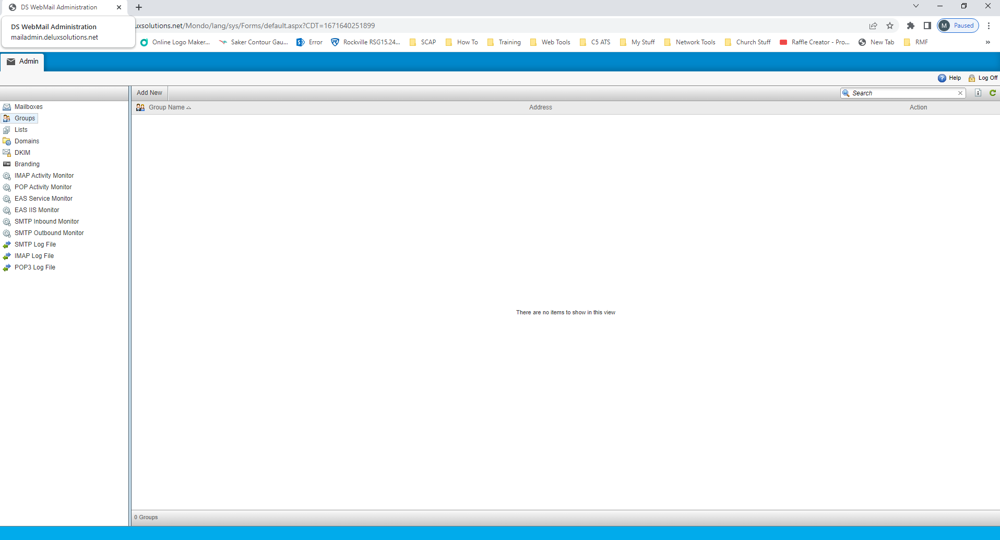 DS WebMail Administration
DS WebMail Administration
mailadmin.deluxsolutions.net
uxsolutions.net/Mondo/lang/sys/Forms/default.aspx?CDT=1671640251899
M Paused
Online Logo Maker...
Saker Contour Gau...
Error
Rockville RSG15.24...
SCAP
How To
Training
Web Tools
C5 ATS
My Stuff
Network Tools
Church Stuff
Raffle Creator - Pro...
New Tab
RMF
»
Admin
Help
Log Off
Add New
Search
Mailboxes
Groups
Lists
Domains
DKIM
TM Branding
IMAP Activity Monitor
POP Activity Monitor
EAS Service Monitor
EAS IIS Monitor
SMTP Inbound Monitor
SMTP Outbound Monitor
SMTP Log File
IMAP Log File
POP3 Log File
Group Name
Address
Action
There are no items to show in this view
0 Groups